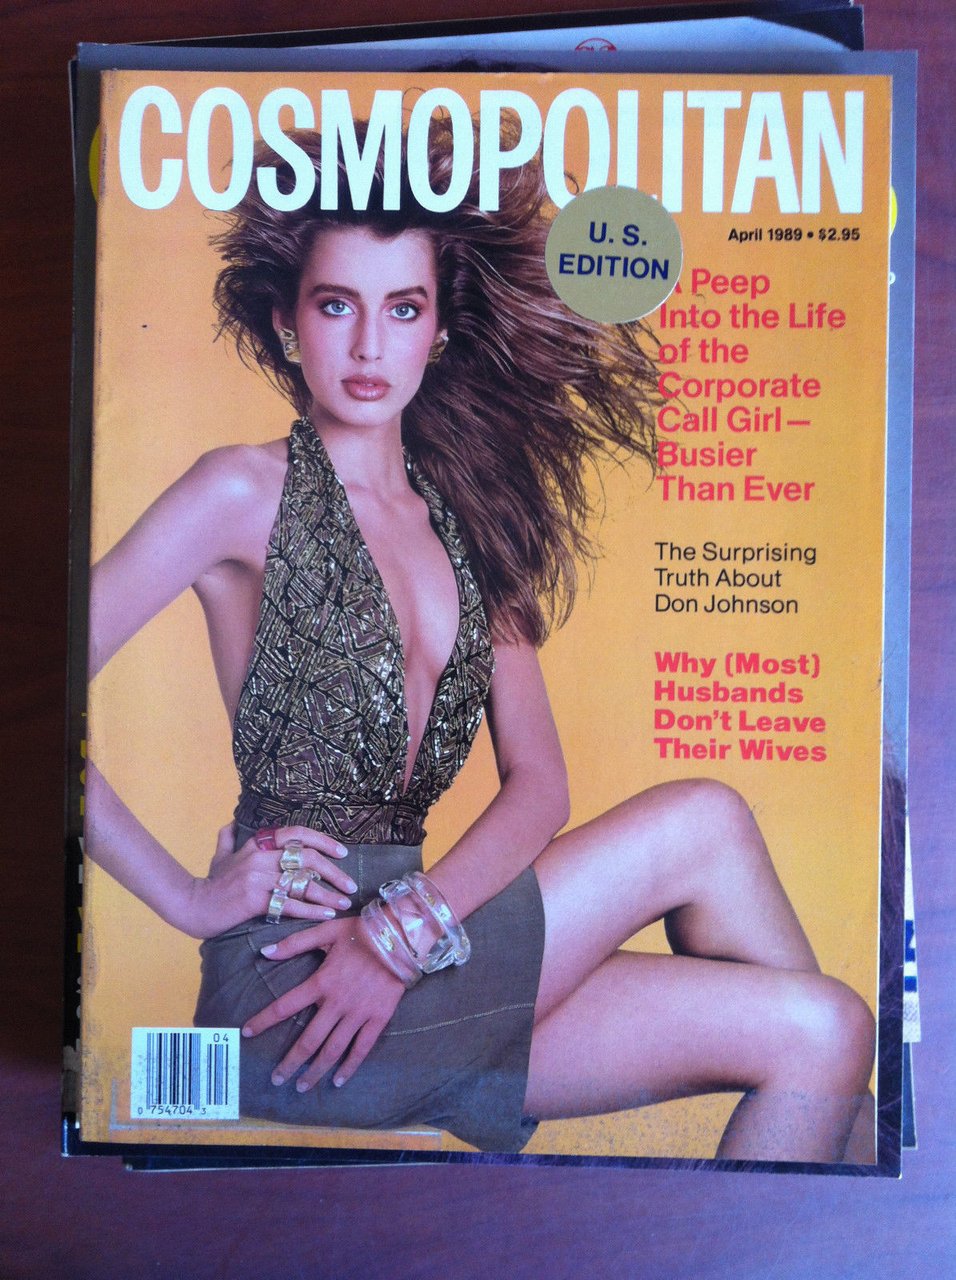 COSMOPOLITAN
U. S.
EDITION
April 1989 • $2.95
A Peep
Into the Life
of the
Corporate
Call Girl—
Busier
Than Ever
The Surprising
Truth About
Don Johnson
Why (Most)
Husbands
Don't Leave
Their Wives
04
0 754704 3